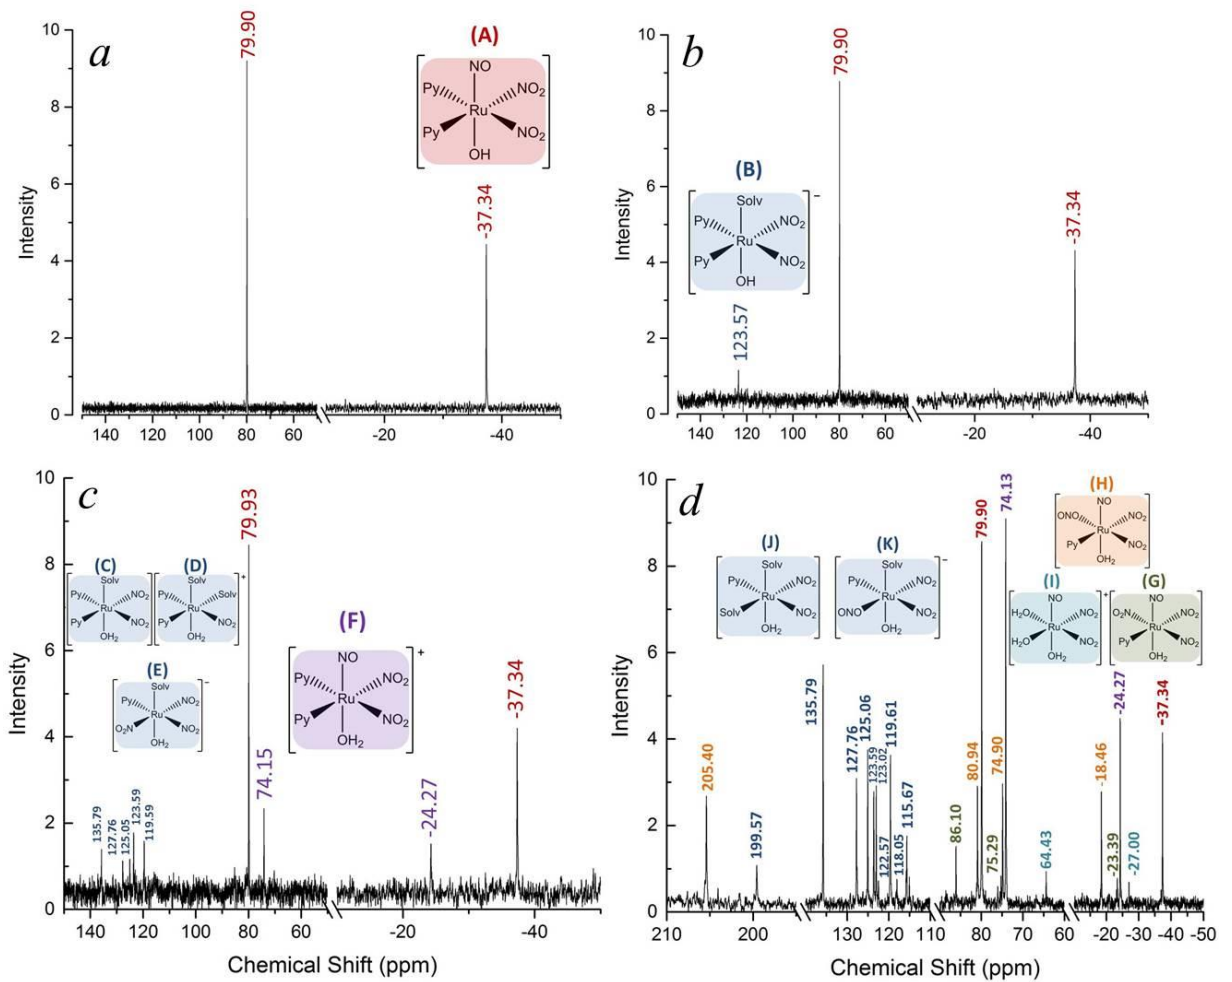 a
10
8
6
4
2
0
Intensity
79.90
-37.34
(A)
NO
Py
NO2
Ru
Py
NO2
OH
140 120 100 80 60 -20 -40
b
10
8
6
4
2
0
Intensity
123.57
79.90
-37.34
(B)
Solv
Py
NO2
Ru
Py
NO2
OH
−
140 120 100 80 60 -20 -40
c
10
8
6
4
2
0
Intensity
135.79
127.76
125.05
123.59
119.59
79.93
74.15
-24.27
-37.34
(C)
Solv
Py
NO2
Ru
Py
NO2
OH2
(D)
Solv
Py
Solv
Ru
Py
NO2
OH2
+
(E)
Solv
Py
NO2
Ru
O2N
NO2
OH2
−
(F)
NO
Py
NO2
Ru
Py
NO2
OH2
+
140 120 100 80 60 -20 -40
Chemical Shift (ppm)
d
10
8
6
4
2
0
Intensity
205.40
199.57
135.79
127.76
125.06
123.59
123.02
122.57
119.61
118.05
115.67
86.10
80.94
79.90
75.29
74.90
74.13
64.43
-18.46
-23.39
-24.27
-27.00
-37.34
(J)
Solv
Py
NO2
Ru
Solv
NO2
OH2
(K)
Solv
Py
NO2
Ru
ONO
NO2
OH2
−
(H)
NO
ONO
NO2
Ru
Py
NO2
OH2
(I)
NO
H2O
NO2
Ru
H2O
NO2
OH2
+
(G)
NO
O2N
NO2
Ru
Py
NO2
OH2
210 200 130 120 110 100 90 80 70 60 -20 -30 -40 -50
Chemical Shift (ppm)